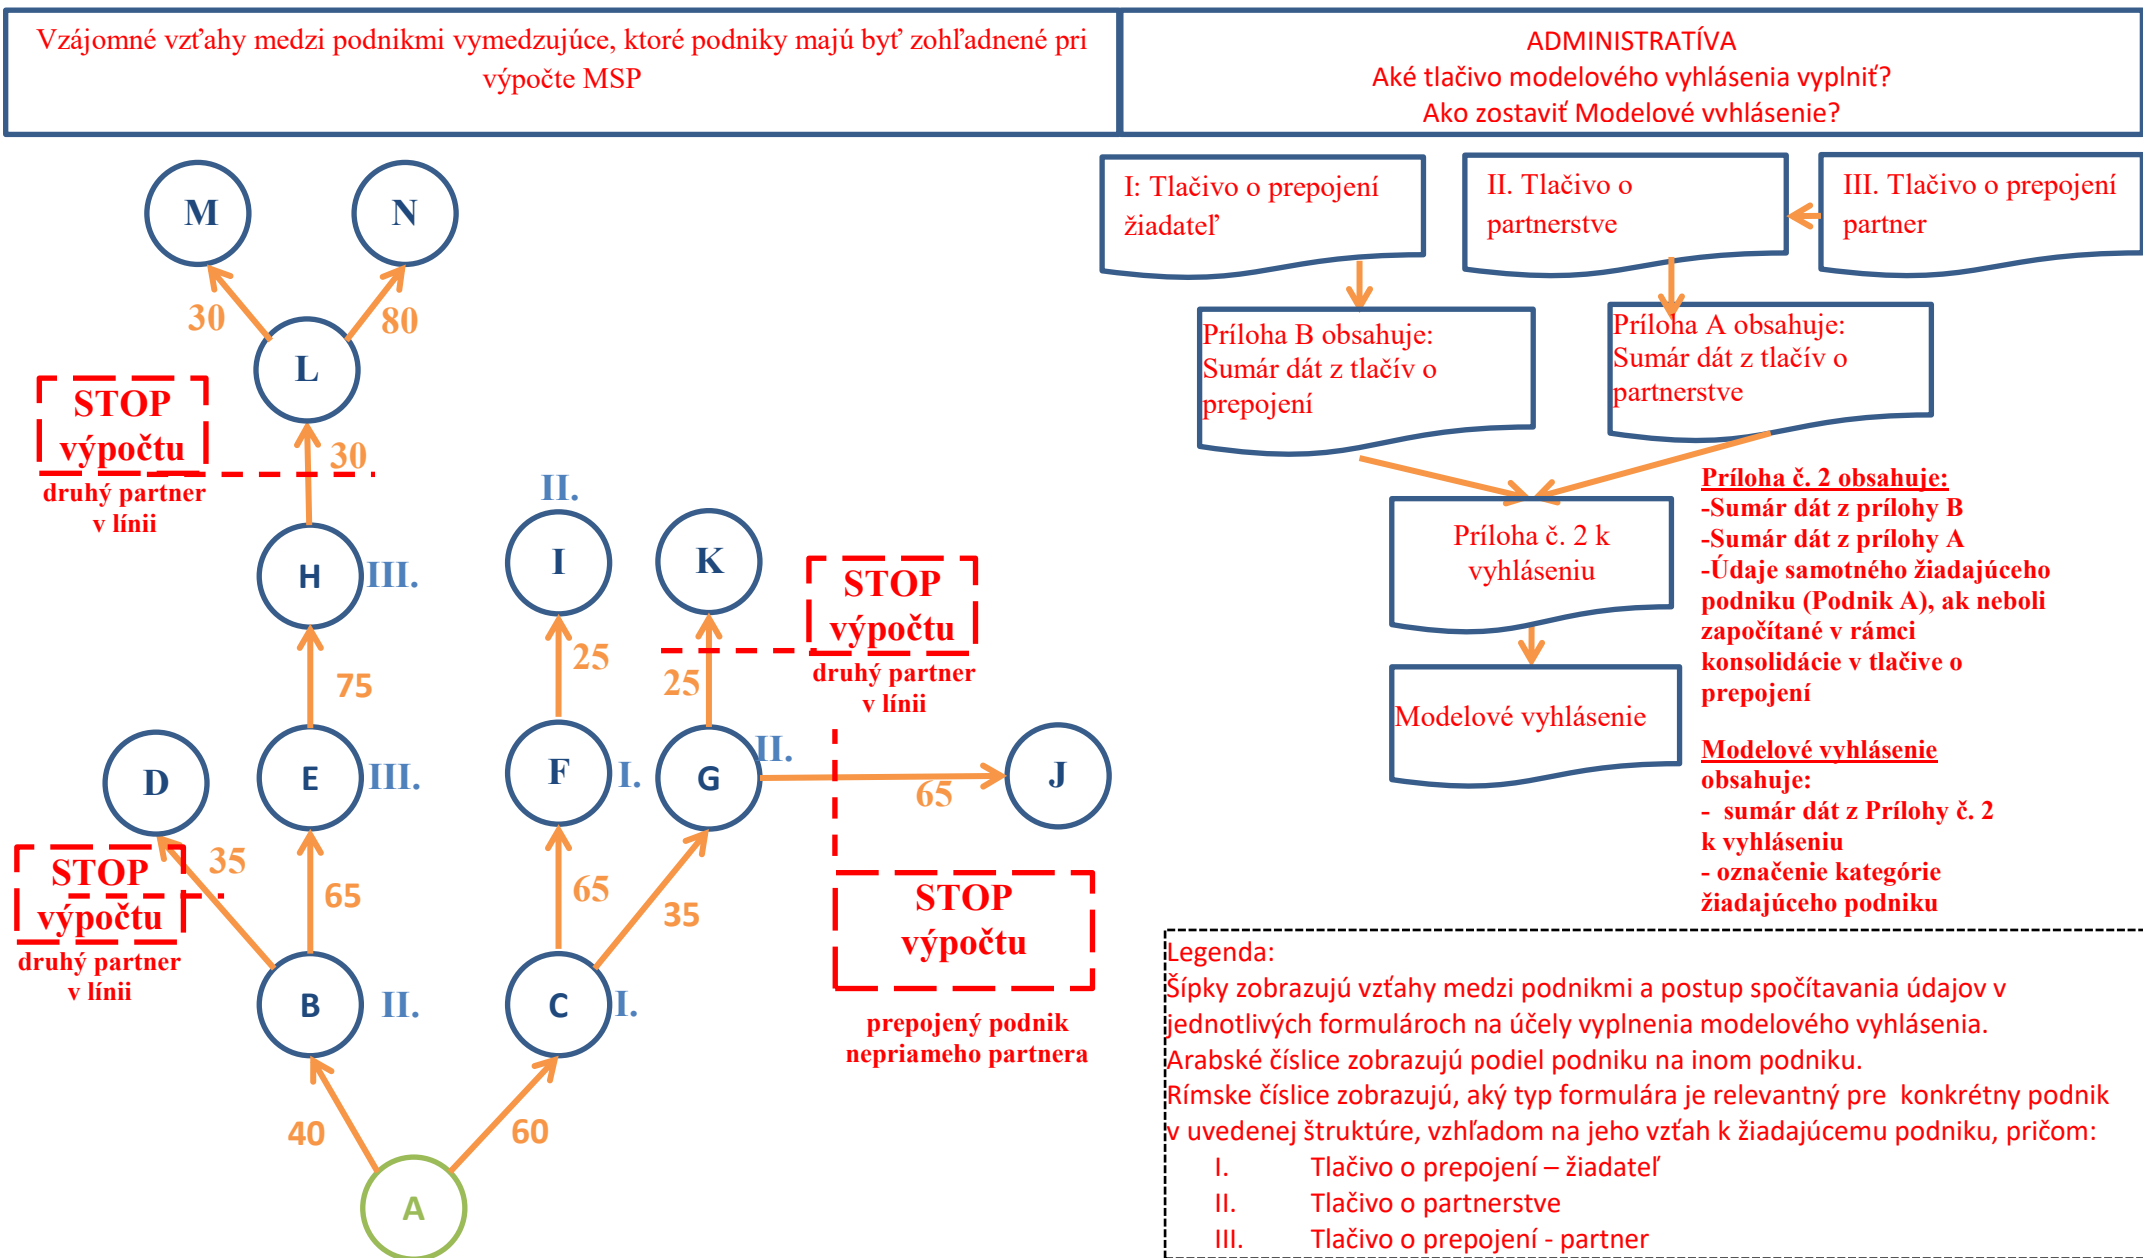 Vzájomné vzťahy medzi podnikmi vymedzujúce, ktoré podniky majú byť zohľadnené pri
výpočte MSP
ADMINISTRATÍVA
Aké tlačivo modelového vyhlásenia vyplniť?
Ako zostaviť Modelové vyhlásenie?
M
N
30
80
L
STOP
výpočtu
30
druhý partner
v línii
H
III.
II.
I
K
STOP
výpočtu
druhý partner
v línii
75
25
25
D
E
III.
F
I.
G
II.
65
J
35
STOP
výpočtu
druhý partner
v línii
65
65
35
STOP
výpočtu
prepojený podnik
nepriameho partnera
B
II.
C
I.
40
60
A
I: Tlačivo o prepojení
žiadateľ
II. Tlačivo o
partnerstve
III. Tlačivo o prepojení
partner
Príloha B obsahuje:
Sumár dát z tlačív o
prepojení
Príloha A obsahuje:
Sumár dát z tlačív o
partnerstve
Príloha č. 2 k
vyhláseniu
Modelové vyhlásenie
Príloha č. 2 obsahuje:
-Sumár dát z prílohy B
-Sumár dát z prílohy A
-Údaje samotného žiadajúceho
podniku (Podnik A), ak neboli
započítané v rámci
konsolidácie v tlačive o
prepojení
Modelové vyhlásenie
obsahuje:
- sumár dát z Prílohy č. 2
k vyhláseniu
- označenie kategórie
žiadajúceho podniku
Legenda:
Šípky zobrazujú vzťahy medzi podnikmi a postup spočítavania údajov v
jednotlivých formulároch na účely vyplnenia modelového vyhlásenia.
Arabské číslice zobrazujú podiel podniku na inom podniku.
Rímske číslice zobrazujú, aký typ formulára je relevantný pre konkrétny podnik
v uvedenej štruktúre, vzhľadom na jeho vzťah k žiadajúcemu podniku, pričom:
I. Tlačivo o prepojení – žiadateľ
II. Tlačivo o partnerstve
III. Tlačivo o prepojení - partner